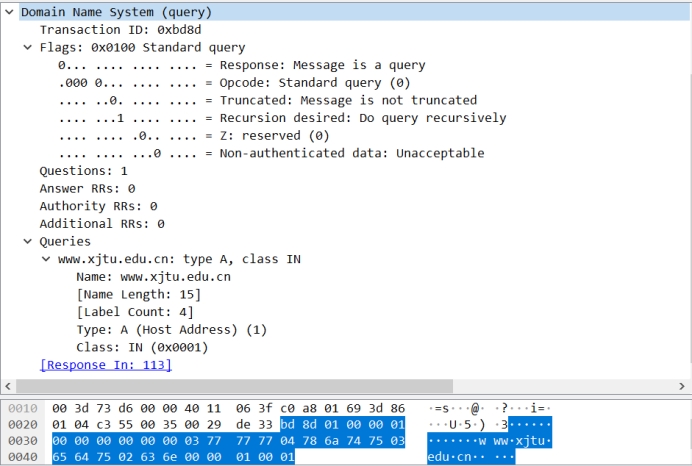 Domain Name System (query)
Transaction ID: 0xbd8d
Flags: 0x0100 Standard query
0... .... .... .... = Response: Message is a query
.000 0... .... .... = Opcode: Standard query (0)
.... ..0. .... .... = Truncated: Message is not truncated
.... ...1 .... .... = Recursion desired: Do query recursively
.... .... .0.. .... = Z: reserved (0)
.... .... ...0 .... = Non-authenticated data: Unacceptable
Questions: 1
Answer RRs: 0
Authority RRs: 0
Additional RRs: 0
Queries
www.xjtu.edu.cn: type A, class IN
Name: www.xjtu.edu.cn
[Name Length: 15]
[Label Count: 4]
Type: A (Host Address) (1)
Class: IN (0x0001)
[Response In: 113]
0010 00 3d 73 d6 00 00 40 11 06 3f c0 a8 01 69 3d 86 ·=s···@· ·?···i=·
0020 01 04 c3 55 00 35 00 29 de 33 bd 8d 01 00 00 01 ···U·5·) ·3······
0030 00 00 00 00 00 00 03 77 77 77 04 78 6a 74 75 03 ·······w ww·xjtu·
0040 65 64 75 02 63 6e 00 00 01 00 01 edu·cn·· ···